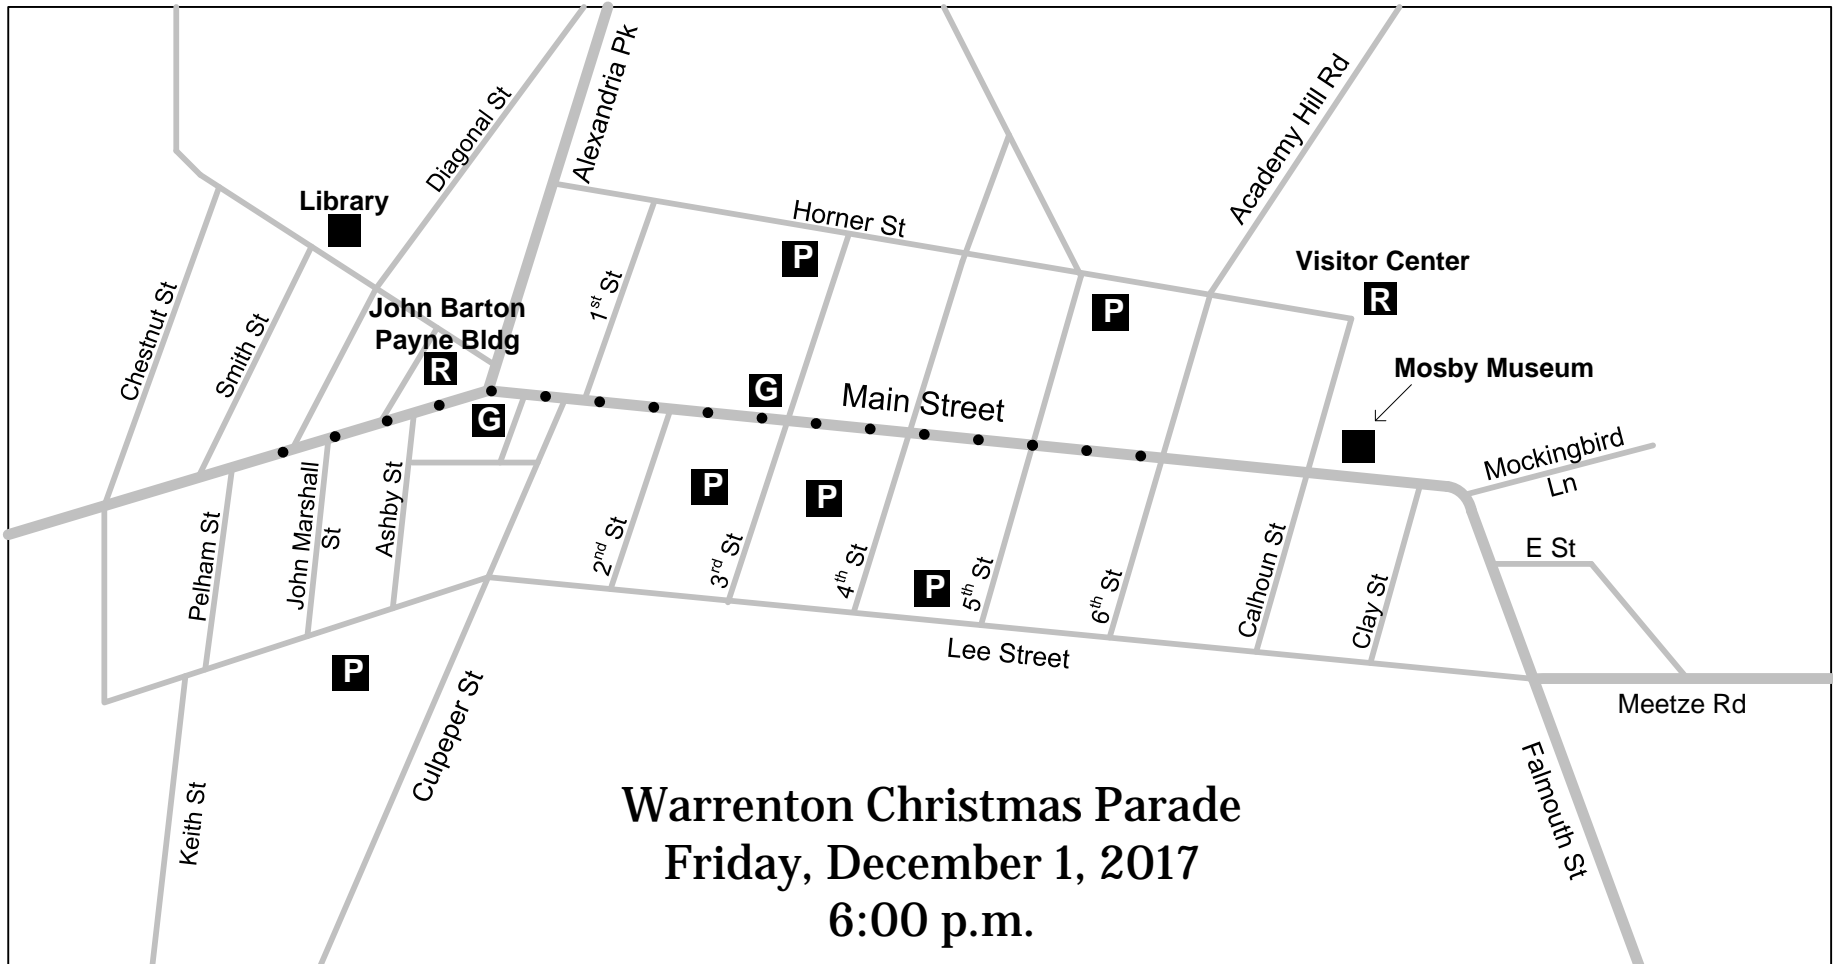 Alexandria Pk
Diagonal St
Academy Hill Rd
Library
Horner St
P
Visitor Center
R
1st St
Chestnut St
Smith St
John Barton
Payne Bldg
R
P
G
G
Main Street
Mosby Museum
Mockingbird
Ln
Pelham St
John Marshall
St
Ashby St
P
P
2nd St
3rd St
4th St
P
5th St
6th St
Calhoun St
Clay St
E St
Lee Street
P
Culpeper St
Keith St
Meetze Rd
Falmouth St
Warrenton Christmas Parade
Friday, December 1, 2017
6:00 p.m.